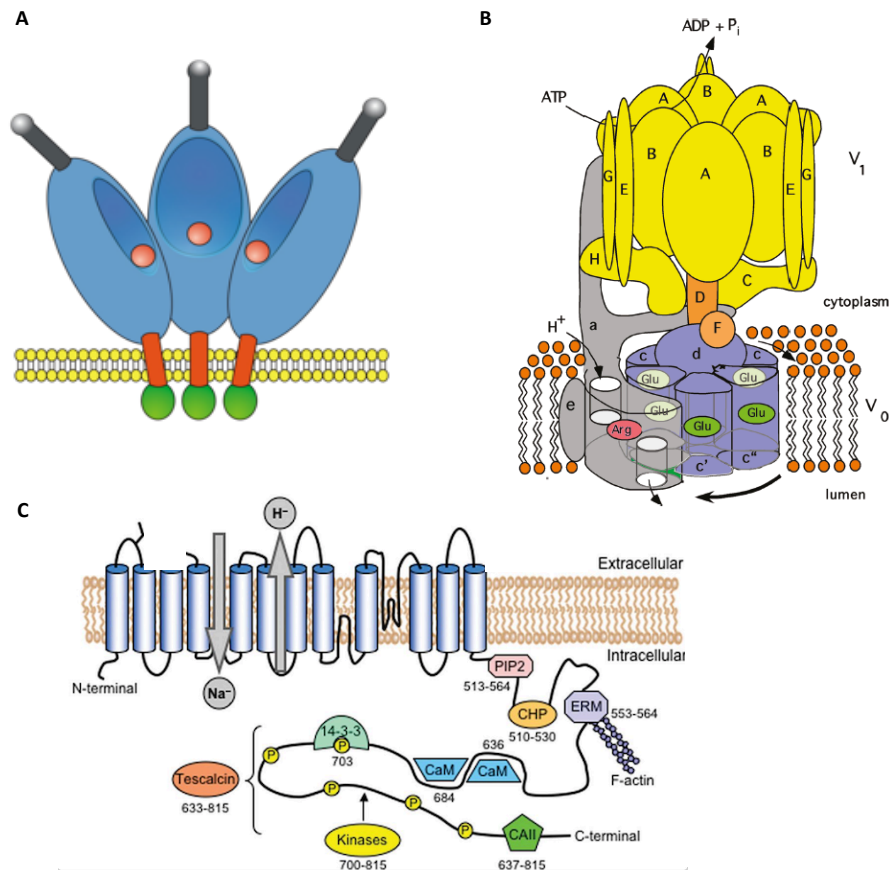 A
B
ADP + Pi
ATP
A
B
A
B
B
A
G
E
E
G
V1
H
C
D
cytoplasm
H+
a
F
d
c
c
c"
Glu
Glu
e
Glu
Glu
Glu
Arg
V0
c'
c"
lumen
C
H⁻
Extracellular
Intracellular
N-terminal
Na⁻
PIP2
513-564
CHP
510-530
ERM
553-564
F-actin
14-3-3
P
703
P
636
CaM
CaM
684
Tescalcin
633-815
P
P
P
Kinases
700-815
CAII
637-815
C-terminal